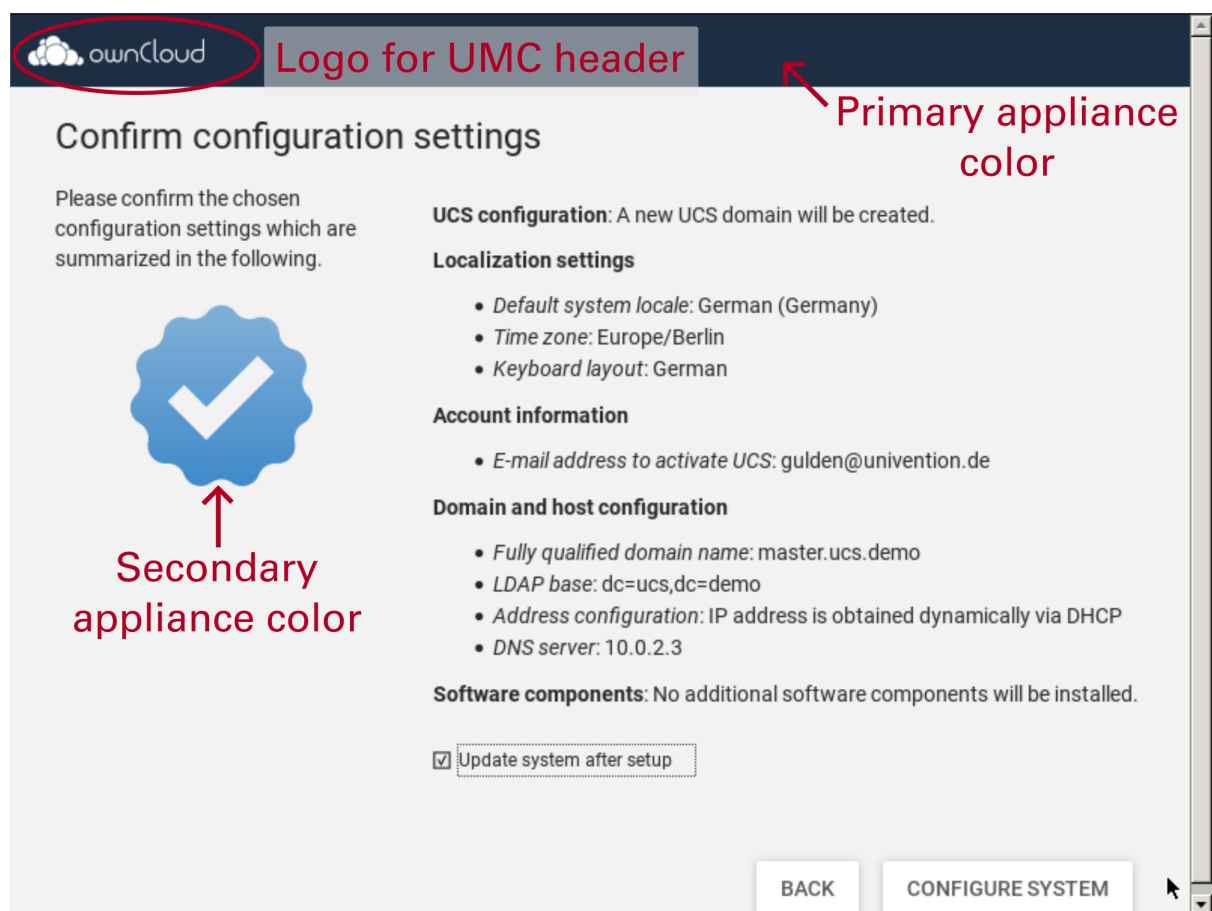 ownCloud
Logo for UMC header
Primary appliance
color
Confirm configuration settings
Please confirm the chosen
configuration settings which are
summarized in the following.
Secondary
appliance color
UCS configuration: A new UCS domain will be created.
Localization settings
• Default system locale: German (Germany)
• Time zone: Europe/Berlin
• Keyboard layout: German
Account information
• E-mail address to activate UCS: gulden@univention.de
Domain and host configuration
• Fully qualified domain name: master.ucs.demo
• LDAP base: dc=ucs,dc=demo
• Address configuration: IP address is obtained dynamically via DHCP
• DNS server: 10.0.2.3
Software components: No additional software components will be installed.
Update system after setup
BACK
CONFIGURE SYSTEM